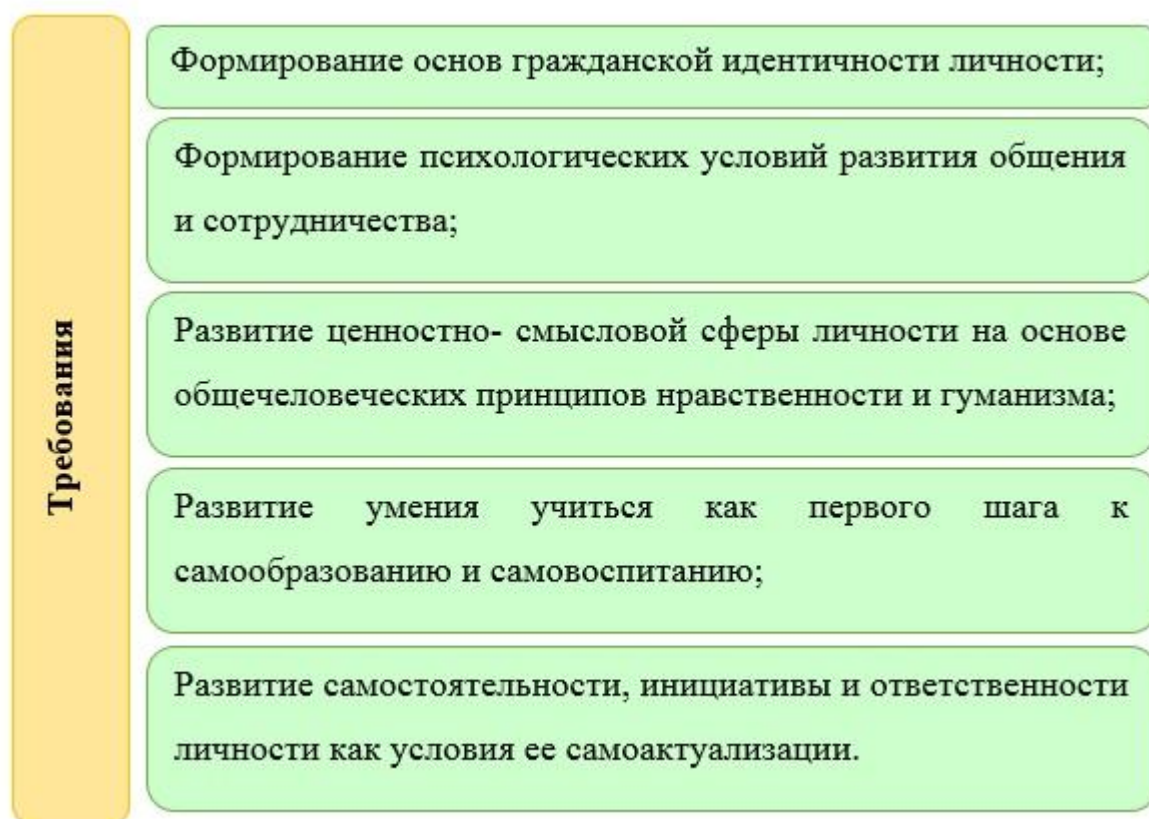 Требования
Формирование основ гражданской идентичности личности;
Формирование психологических условий развития общения
и сотрудничества;
Развитие ценностно- смысловой сферы личности на основе
общечеловеческих принципов нравственности и гуманизма;
Развитие умения учиться как первого шага к
самообразованию и самовоспитанию;
Развитие самостоятельности, инициативы и ответственности
личности как условия ее самоактуализации.